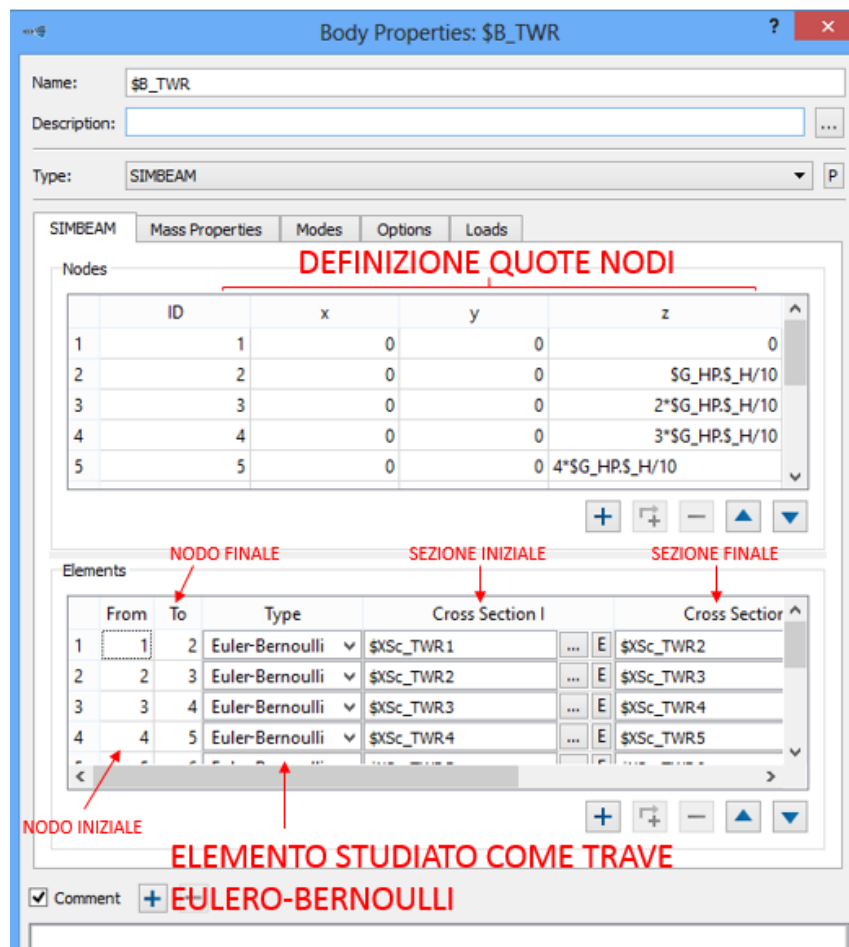 Body Properties: $B_TWR
?
×
Name:
$B_TWR
Description:
...
Type:
SIMBEAM
P
SIMBEAM Mass Properties Modes Options Loads
Nodes
DEFINIZIONE QUOTE NODI
ID x y z
1 1 0 0 0
2 2 0 0 $G_HP.$_H/10
3 3 0 0 2*$G_HP.$_H/10
4 4 0 0 3*$G_HP.$_H/10
5 5 0 0 4*$G_HP.$_H/10
NODO FINALE SEZIONE INIZIALE SEZIONE FINALE
Elements
From To Type Cross Section I Cross Section
1 1 2 Euler-Bernoulli $XSc_TWR1 ... E $XSc_TWR2
2 2 3 Euler-Bernoulli $XSc_TWR2 ... E $XSc_TWR3
3 3 4 Euler-Bernoulli $XSc_TWR3 ... E $XSc_TWR4
4 4 5 Euler-Bernoulli $XSc_TWR4 ... E $XSc_TWR5
NODO INIZIALE
ELEMENTO STUDIATO COME TRAVE
EULERO-BERNOULLI
Comment